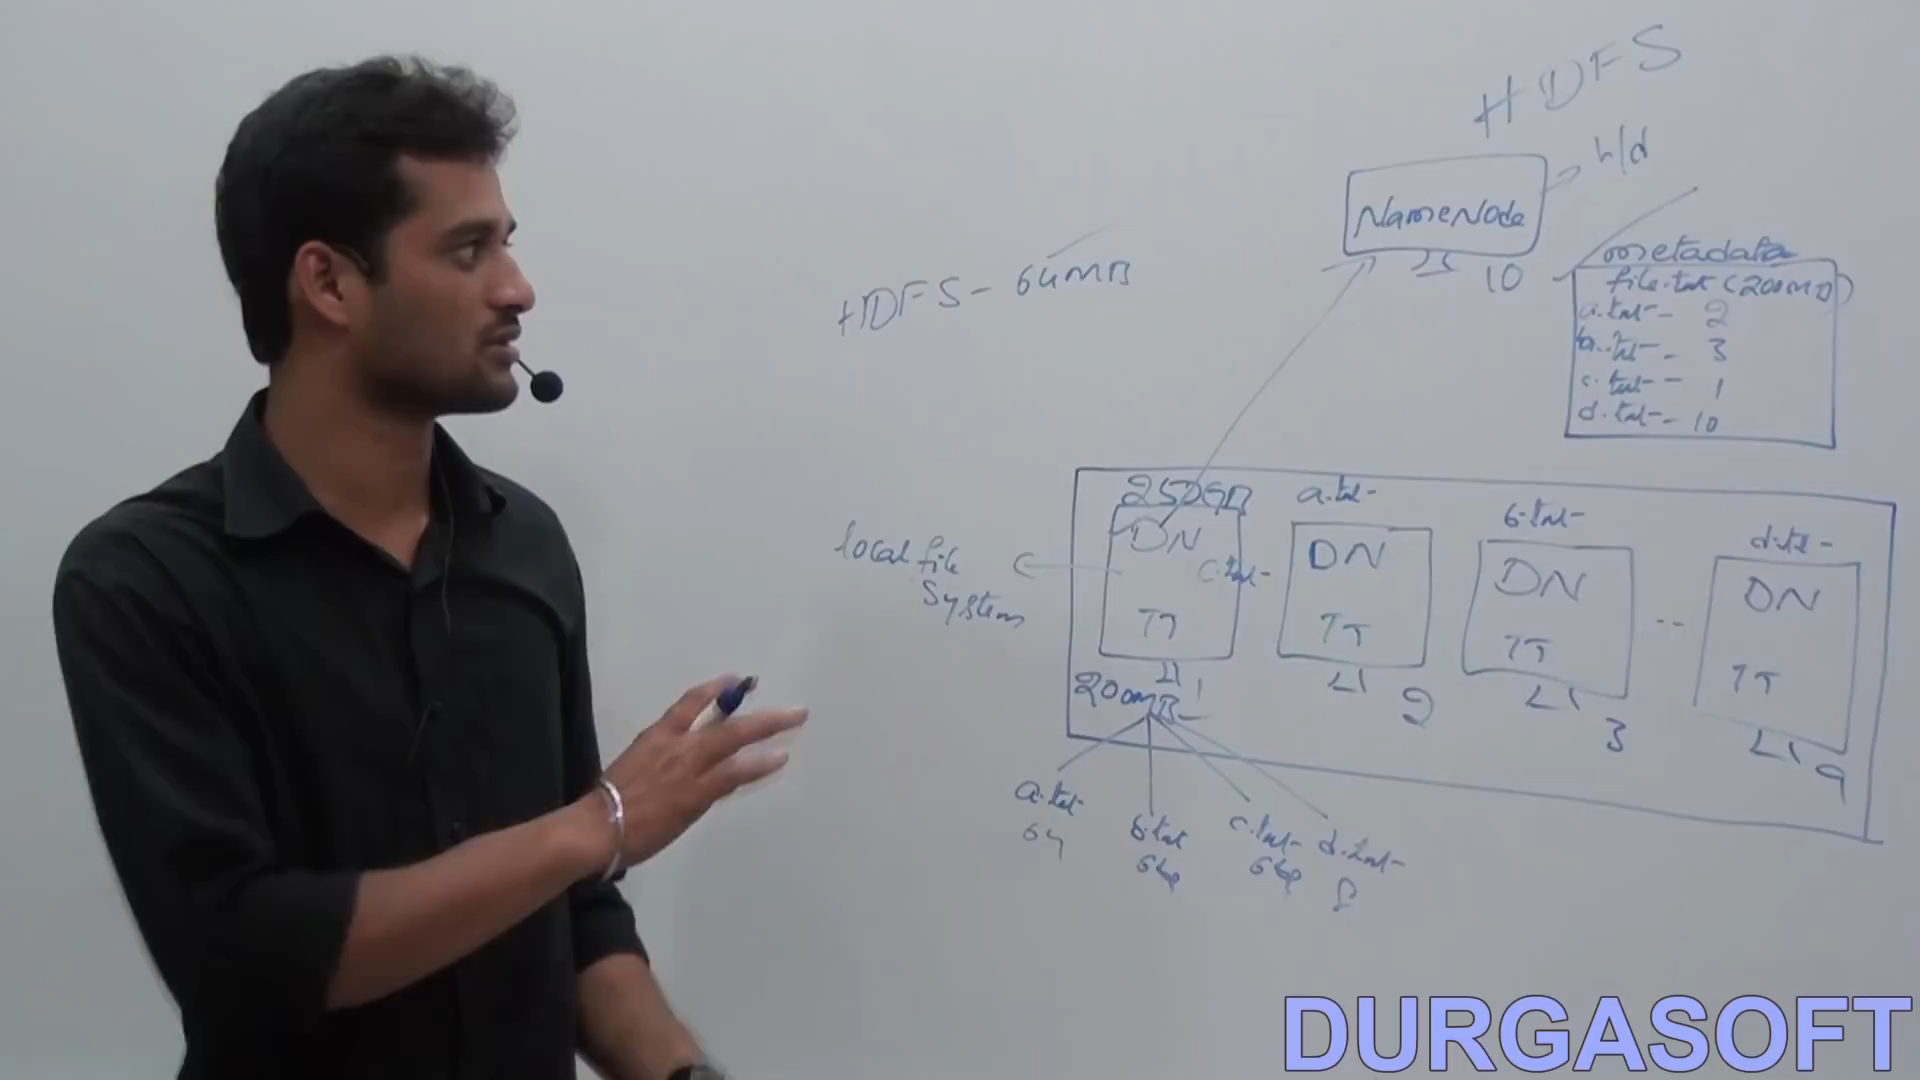 HDFS
h/d
NameNode
10
metadata
file.txt (200MB)
a.txt - 2
b.txt - 3
c.txt - 1
d.txt - 10
HDFS - 64MB
250GB
a.txt
b.txt
d.txt
DN
DN
DN
DN
c.txt
local file
System
TT
TT
TT
TT
1
2
3
9
200MB
a.txt
b.txt
c.txt
d.txt
64
64
64
8
DURGASOFT